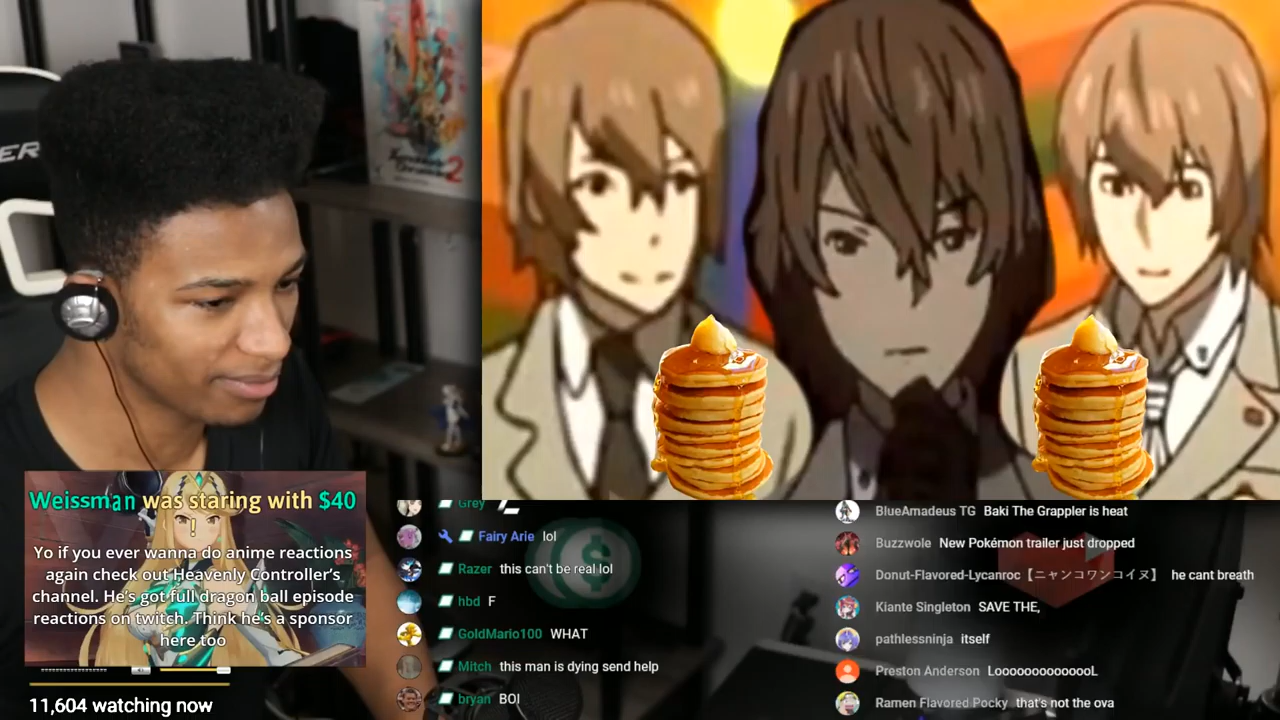 ER
2
Weissman was staring with $40
!
Yo if you ever wanna do anime reactions
again check out Heavenly Controller's
channel. He's got full dragon ball episode
reactions on twitch. Think he's a sponsor
here too
11,604 watching now
Grey
Fairy Arie lol
Razer this can't be real lol
hbd F
GoldMario100 WHAT
Mitch this man is dying send help
bryan BOI
$
BlueAmadeus TG Baki The Grappler is heat
Buzzwole New Pokémon trailer just dropped
Donut-Flavored-Lycanroc【ニャンコワンコイヌ】 he cant breath
Kiante Singleton SAVE THE,
pathlessninja itself
Preston Anderson LoooooooooooooL
Ramen Flavored Pocky that's not the ova